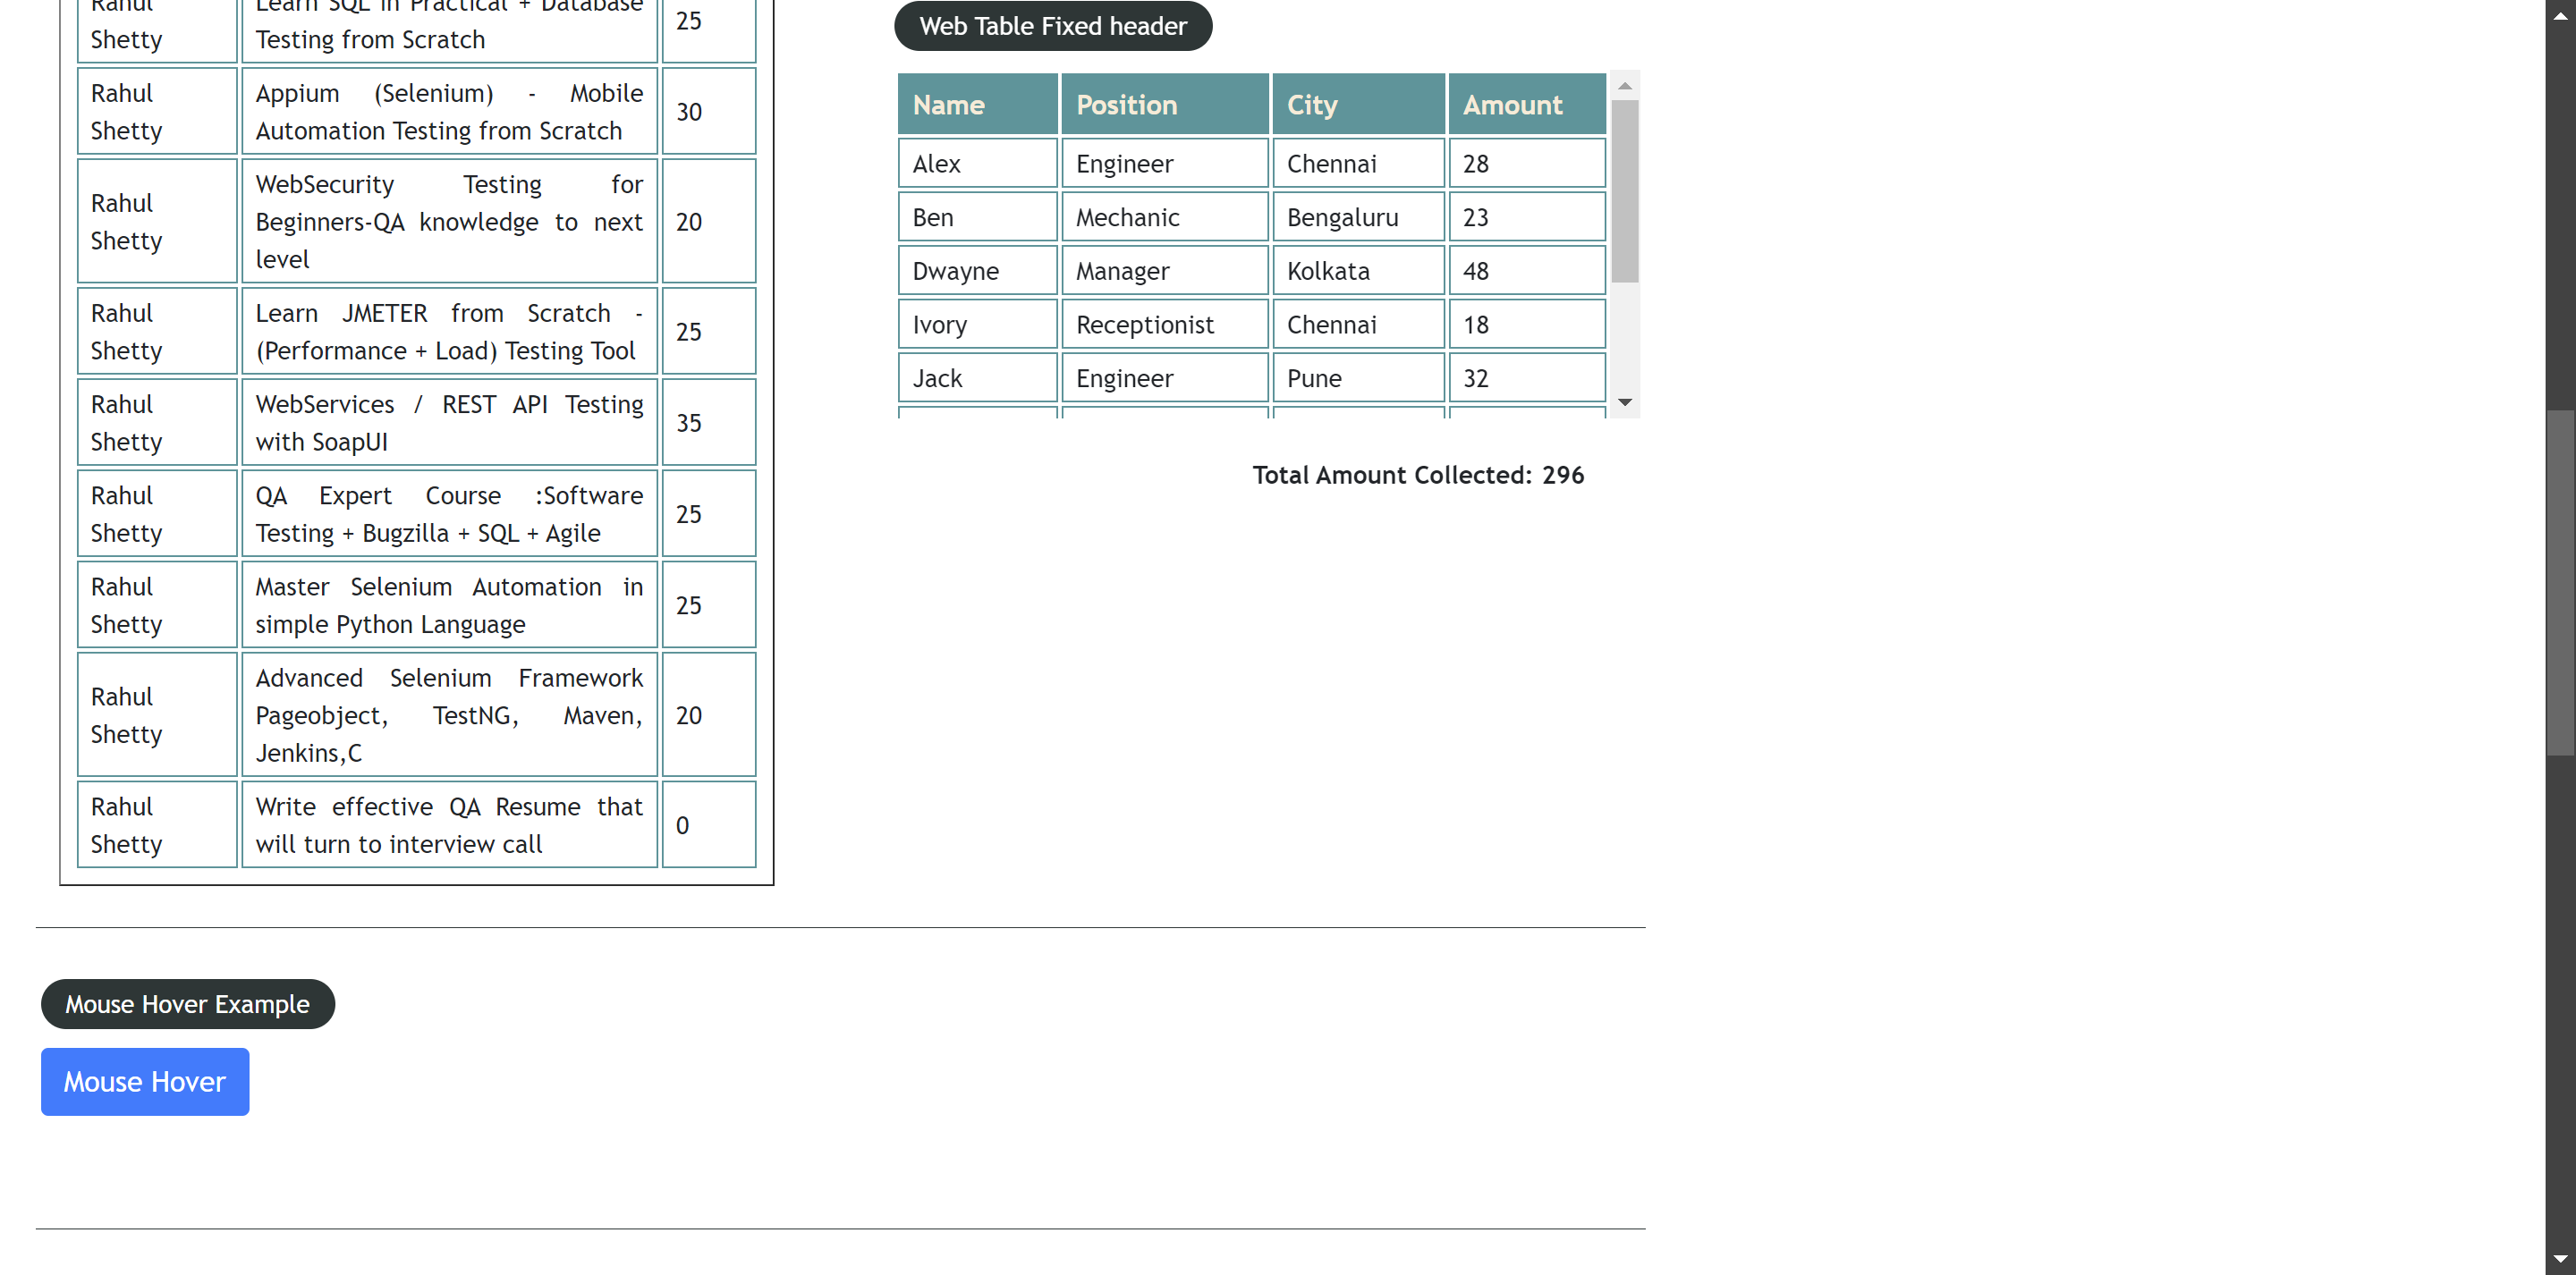 Rahul
Shetty
Learn SQL in Practical + Database
Testing from Scratch
25
Rahul
Shetty
Appium (Selenium) - Mobile
Automation Testing from Scratch
30
Rahul
Shetty
WebSecurity Testing for
Beginners-QA knowledge to next
level
20
Rahul
Shetty
Learn JMETER from Scratch -
(Performance + Load) Testing Tool
25
Rahul
Shetty
WebServices / REST API Testing
with SoapUI
35
Rahul
Shetty
QA Expert Course :Software
Testing + Bugzilla + SQL + Agile
25
Rahul
Shetty
Master Selenium Automation in
simple Python Language
25
Rahul
Shetty
Advanced Selenium Framework
Pageobject, TestNG, Maven,
Jenkins,C
20
Rahul
Shetty
Write effective QA Resume that
will turn to interview call
0
Web Table Fixed header
Name Position City Amount
Alex Engineer Chennai 28
Ben Mechanic Bengaluru 23
Dwayne Manager Kolkata 48
Ivory Receptionist Chennai 18
Jack Engineer Pune 32
Total Amount Collected: 296
Mouse Hover Example
Mouse Hover